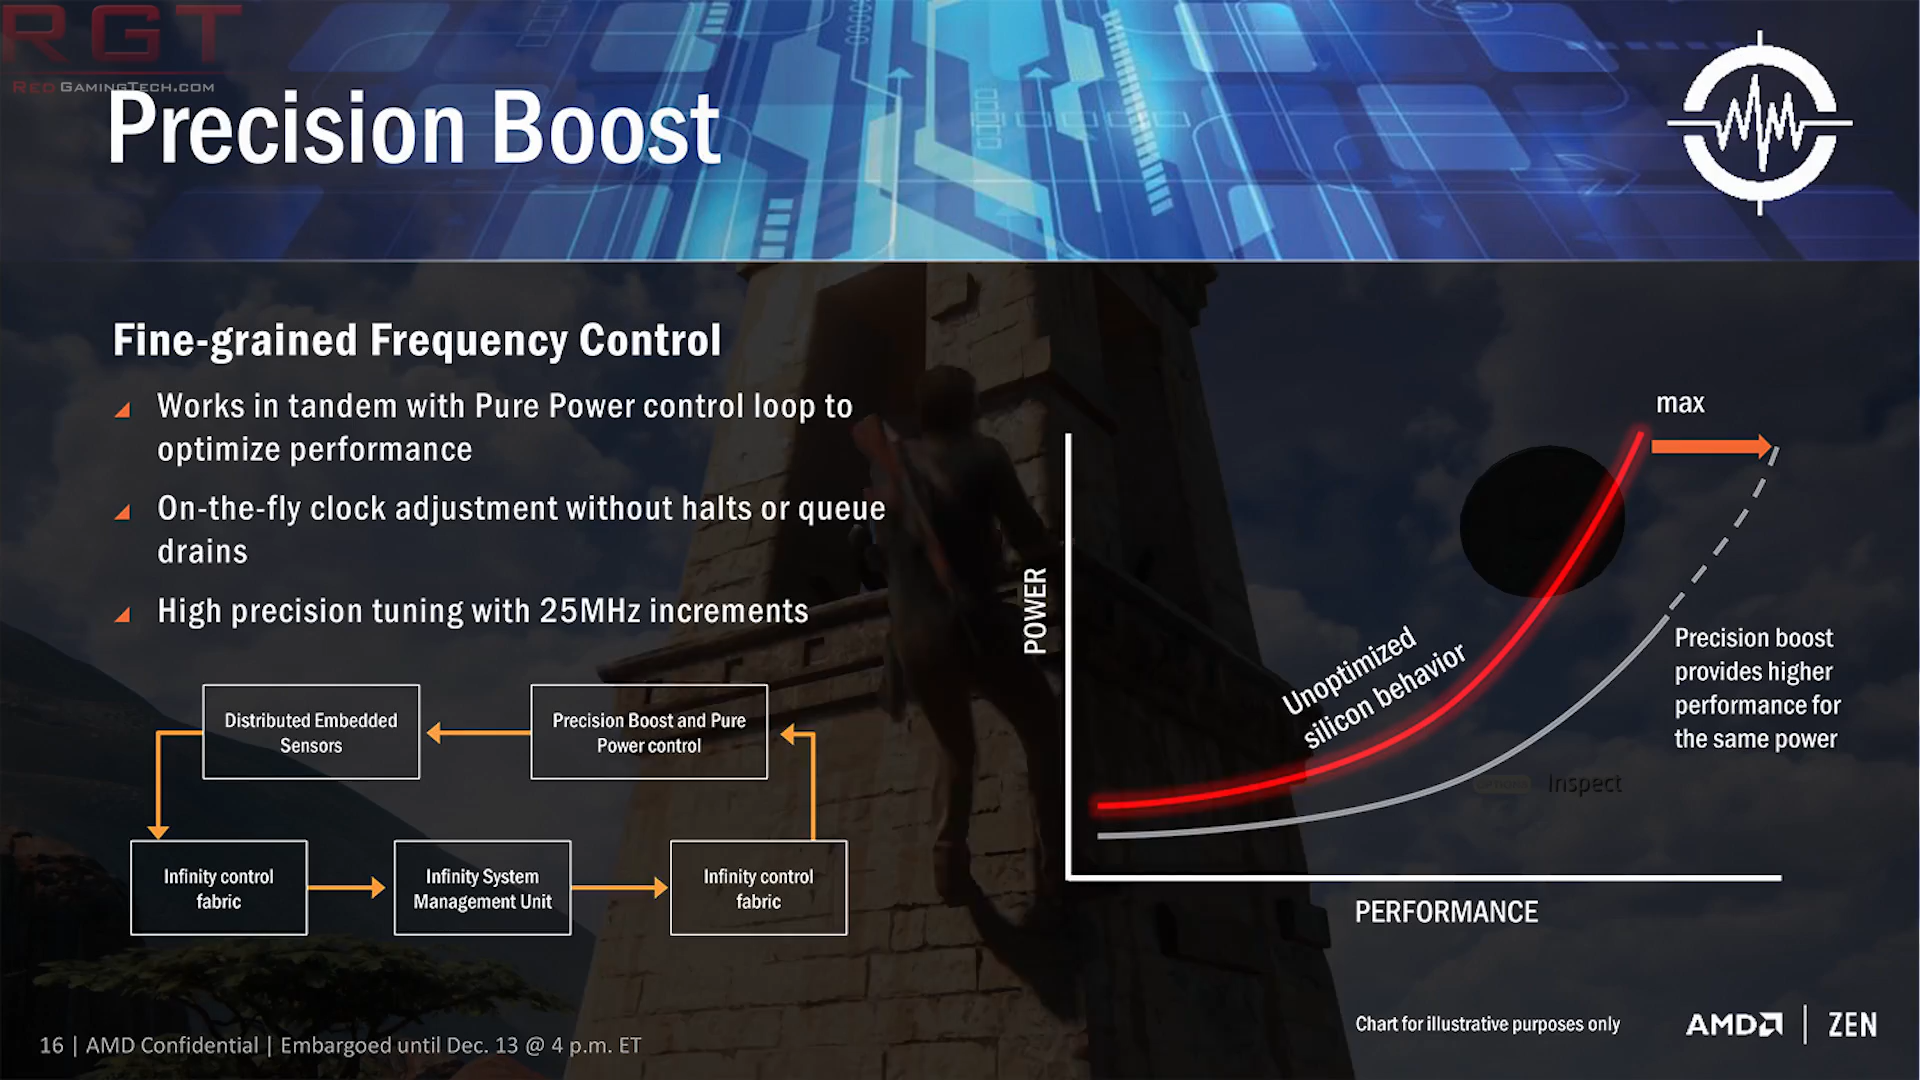 RGT
RedGamingTech.com
Precision Boost
Fine-grained Frequency Control
Works in tandem with Pure Power control loop to
optimize performance
On-the-fly clock adjustment without halts or queue
drains
High precision tuning with 25MHz increments
Distributed Embedded
Sensors
Precision Boost and Pure
Power control
Infinity control
fabric
Infinity System
Management Unit
Infinity control
fabric
max
POWER
Unoptimized
silicon behavior
Precision boost
provides higher
performance for
the same power
OPTIONS Inspect
PERFORMANCE
Chart for illustrative purposes only
AMD | ZEN
16 | AMD Confidential | Embargoed until Dec. 13 @ 4 p.m. ET